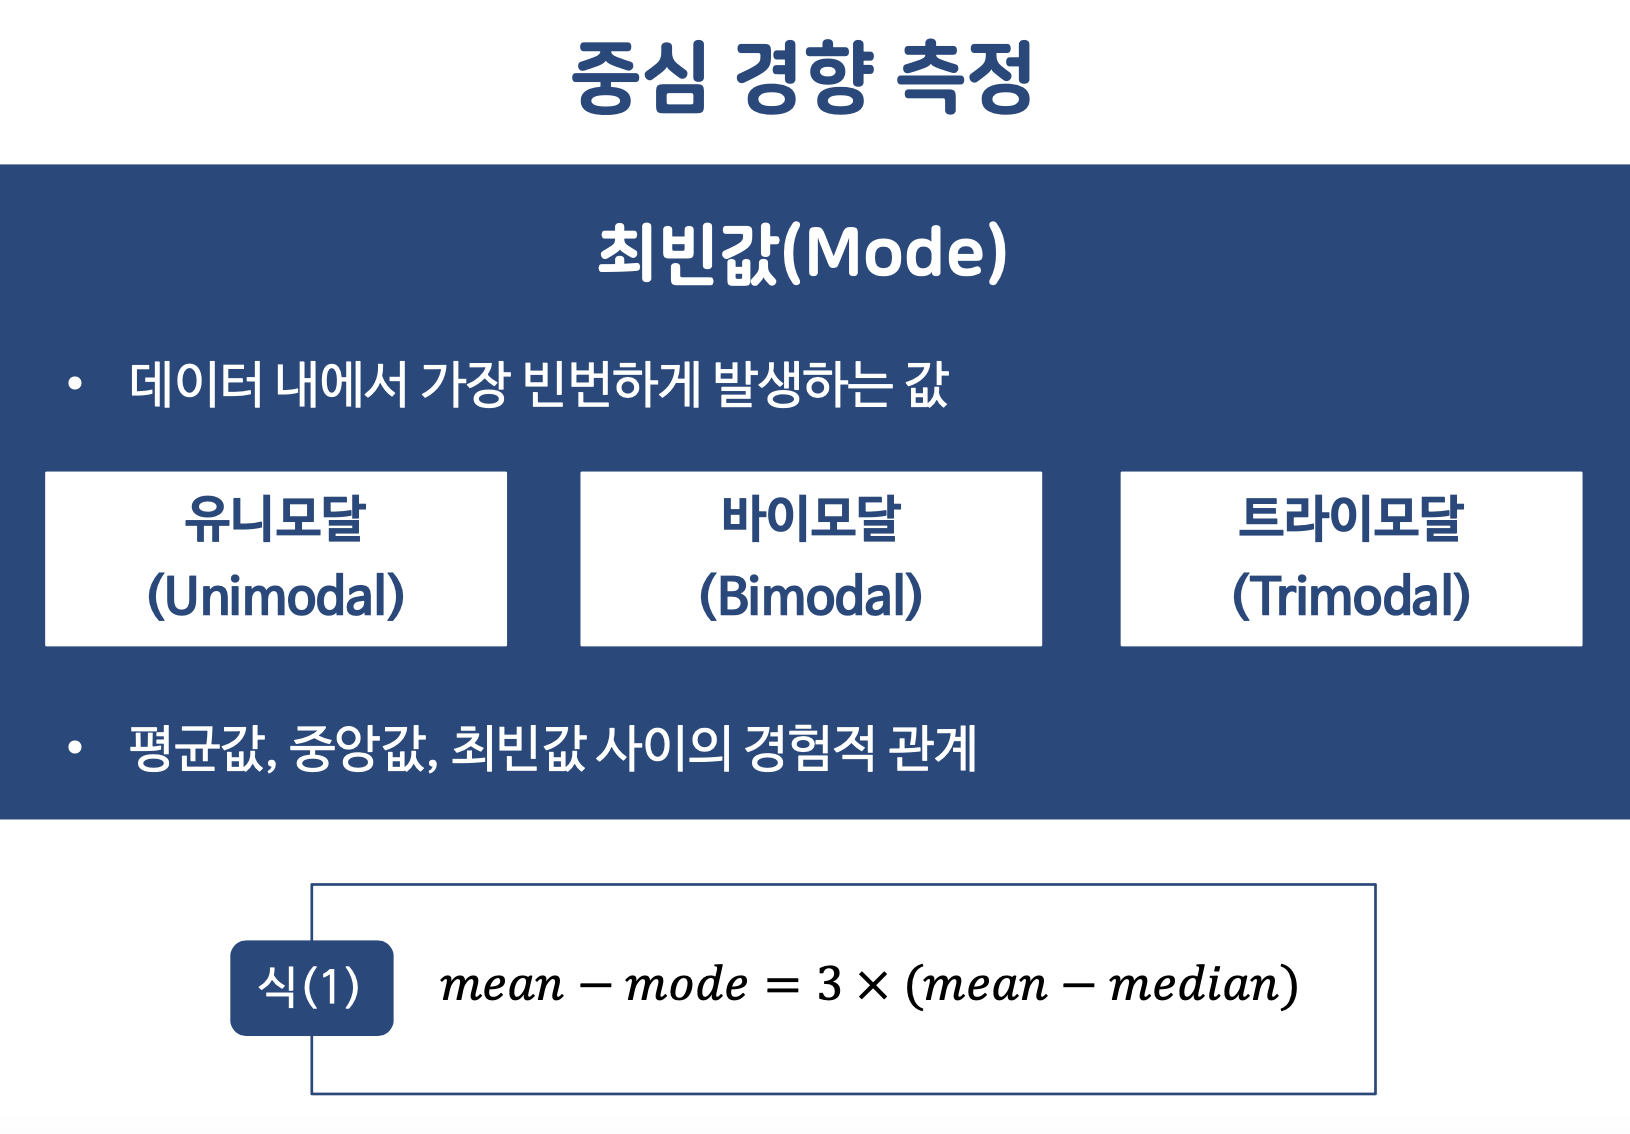 중심 경향 측정
최빈값(Mode)
• 데이터 내에서 가장 빈번하게 발생하는 값
유니모달
(Unimodal)
바이모달
(Bimodal)
트라이모달
(Trimodal)
• 평균값, 중앙값, 최빈값 사이의 경험적 관계
식(1)
mean − mode = 3 × (mean − median)